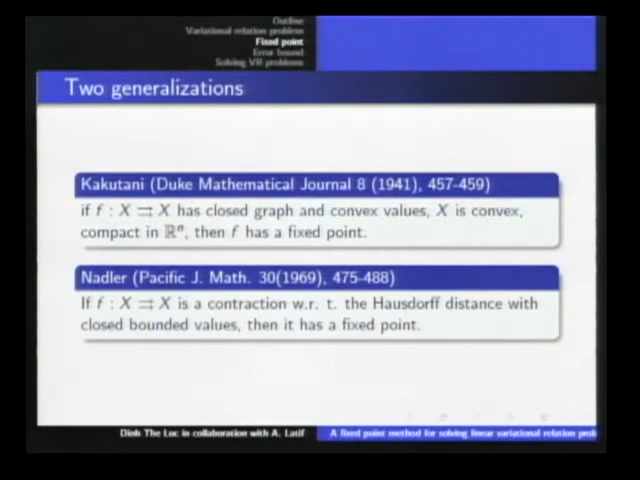 Outline
Variational relation problem
Fixed point
Error bound
Solving VR problems
Two generalizations
Kakutani (Duke Mathematical Journal 8 (1941), 457-459)
if f : X ⇉ X has closed graph and convex values, X is convex,
compact in ℝⁿ, then f has a fixed point.
Nadler (Pacific J. Math. 30(1969), 475-488)
If f : X ⇉ X is a contraction w.r. t. the Hausdorff distance with
closed bounded values, then it has a fixed point.
Dinh The Luc in collaboration with A. Latif
A fixed point method for solving linear variational relation prob